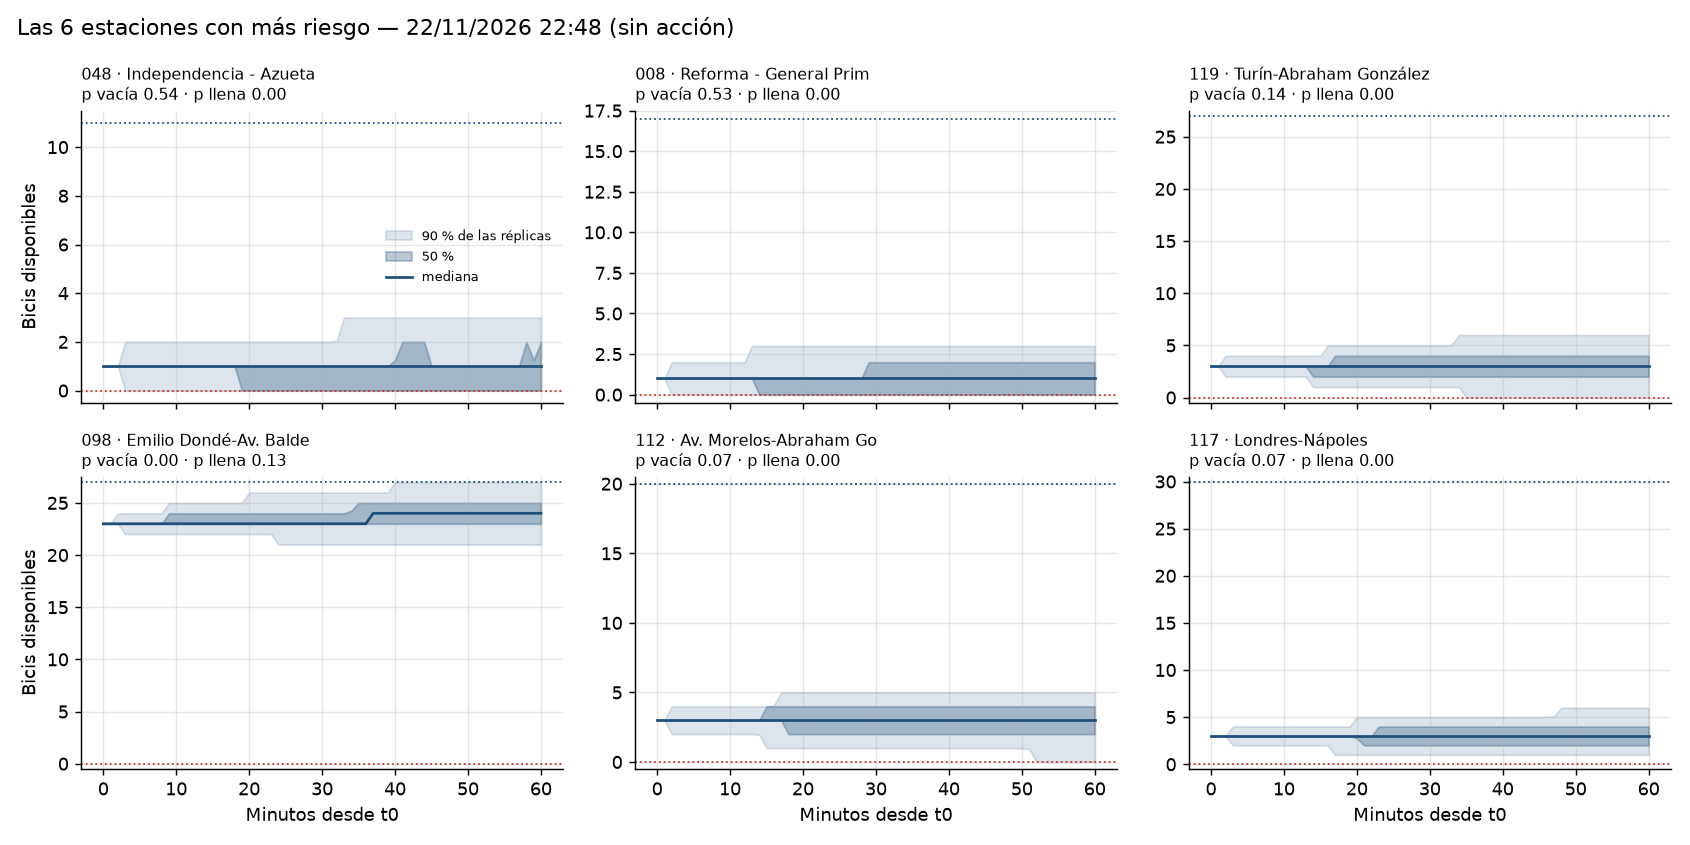 Las 6 estaciones con más riesgo — 22/11/2026 22:48 (sin acción)
048 · Independencia - Azueta
p vacía 0.54 · p llena 0.00
008 · Reforma - General Prim
p vacía 0.53 · p llena 0.00
119 · Turín-Abraham González
p vacía 0.14 · p llena 0.00
Bicis disponibles
10
8
6
4
2
0
90 % de las réplicas
50 %
mediana
17.5
15.0
12.5
10.0
7.5
5.0
2.5
0.0
25
20
15
10
5
0
098 · Emilio Dondé-Av. Balde
p vacía 0.00 · p llena 0.13
112 · Av. Morelos-Abraham Go
p vacía 0.07 · p llena 0.00
117 · Londres-Nápoles
p vacía 0.07 · p llena 0.00
Bicis disponibles
25
20
15
10
5
0
0 10 20 30 40 50 60
Minutos desde t0
20
15
10
5
0
0 10 20 30 40 50 60
Minutos desde t0
30
25
20
15
10
5
0
0 10 20 30 40 50 60
Minutos desde t0